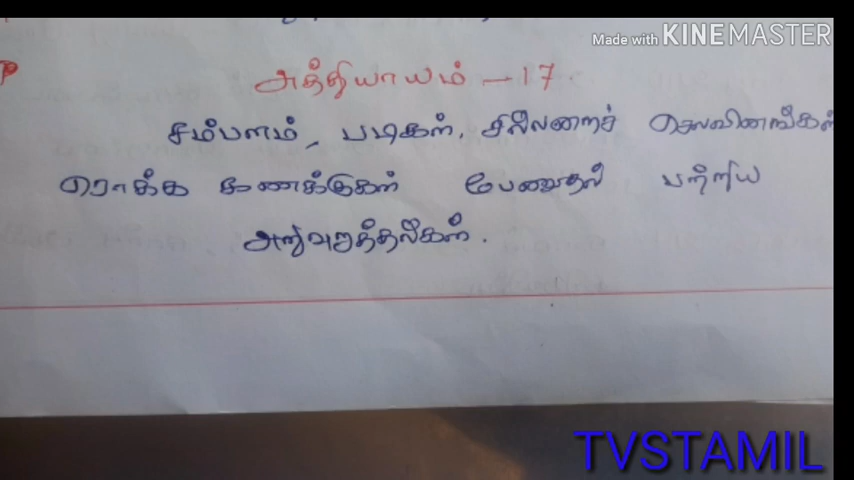 Made with KINEMASTER
அத்தியாயம் - 17
சம்பளம், படிகள், சில்லறைச் செலவினங்கள்
ரொக்க கணக்குகள் பேணுதல் பற்றிய
அறிவுறுத்தல்கள்.
TVSTAMIL